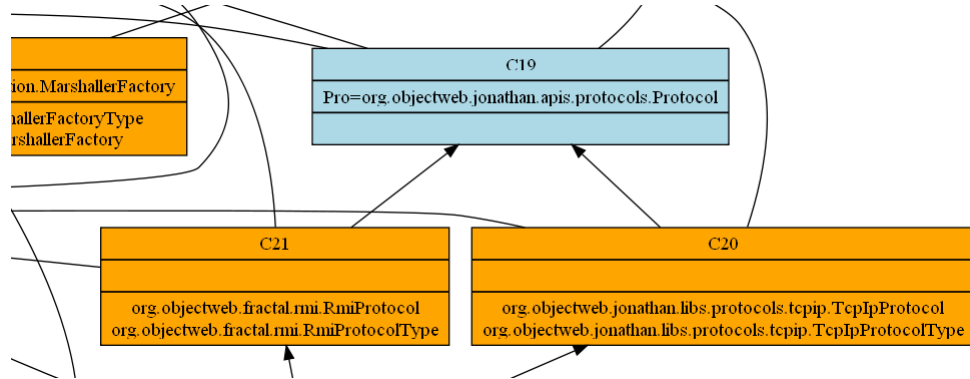 C19
Pro=org.objectweb.jonathan.apis.protocols.Protocol
tion.MarshallerFactory
hallerFactoryType
rshallerFactory
C21
org.objectweb.fractal.rmi.RmiProtocol
org.objectweb.fractal.rmi.RmiProtocolType
C20
org.objectweb.jonathan.libs.protocols.tcpip.TcpIpProtocol
org.objectweb.jonathan.libs.protocols.tcpip.TcpIpProtocolType